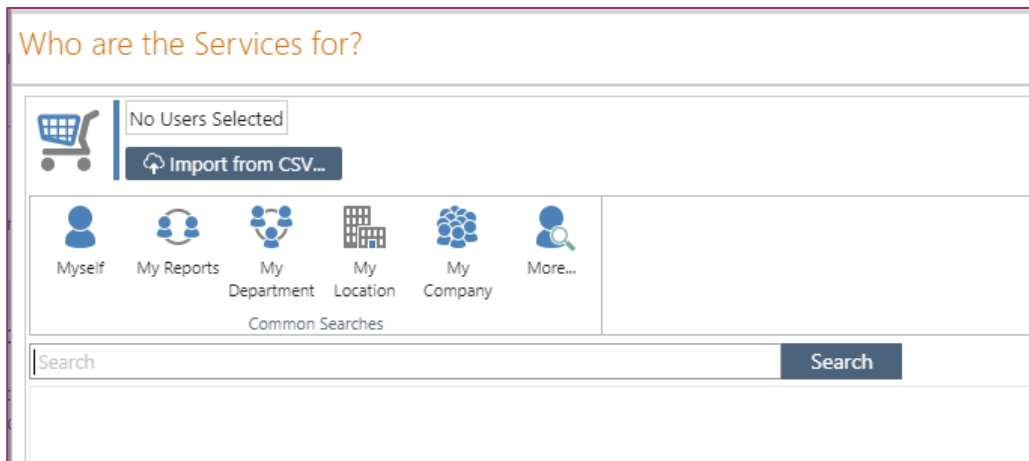 Who are the Services for?
No Users Selected
Import from CSV...
Myself
My Reports
My
Department
My
Location
My
Company
More...
Common Searches
Search
Search